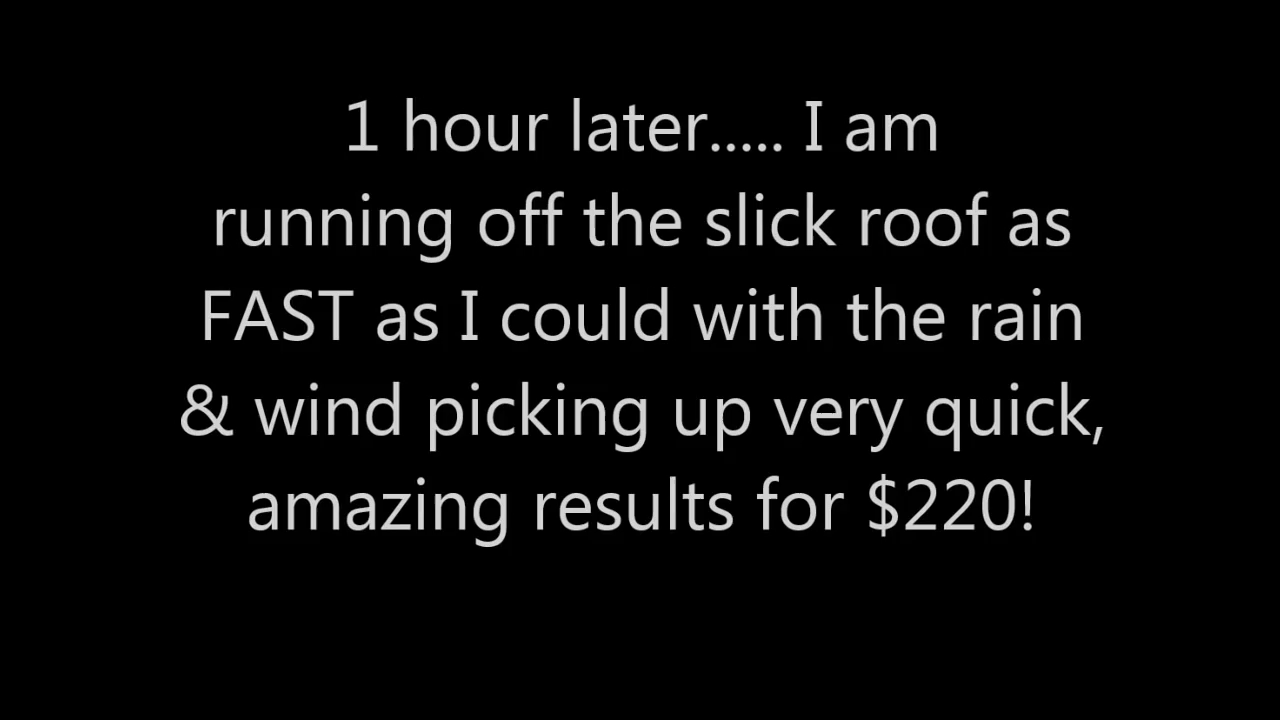 1 hour later..... I am
running off the slick roof as
FAST as I could with the rain
& wind picking up very quick,
amazing results for $220!